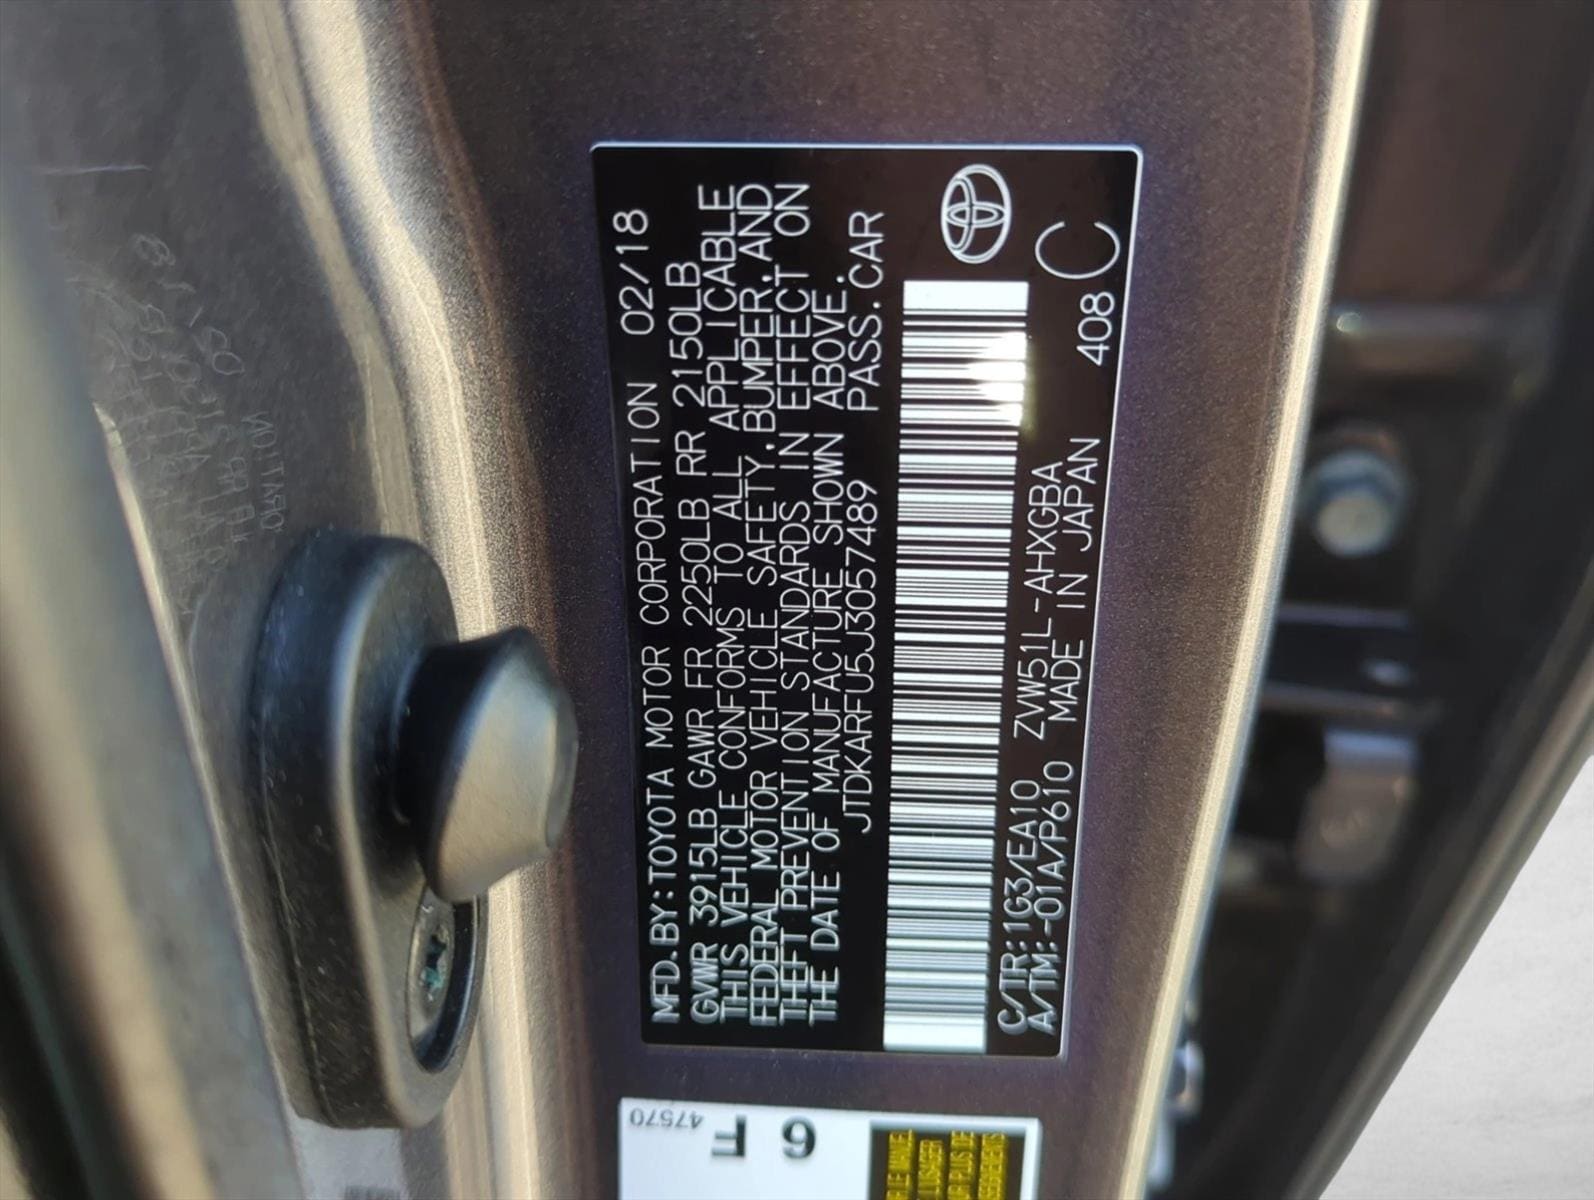 MFD.BY:TOYOTA MOTOR CORPORATION 02/18
GVWR 3915LB GAWR FR 2250LB RR 2150LB
THIS VEHICLE CONFORMS TO ALL APPLICABLE
FEDERAL MOTOR VEHICLE SAFETY,BUMPER,AND
THEFT PREVENTION STANDARDS IN EFFECT ON
THE DATE OF MANUFACTURE SHOWN ABOVE.
JTDKARFU5J3057489 PASS.CAR
C/TR:1G3/EA10 ZVW51L-AHXGBA 408
A/TM:-01A/P610 MADE IN JAPAN C
47570
F
6